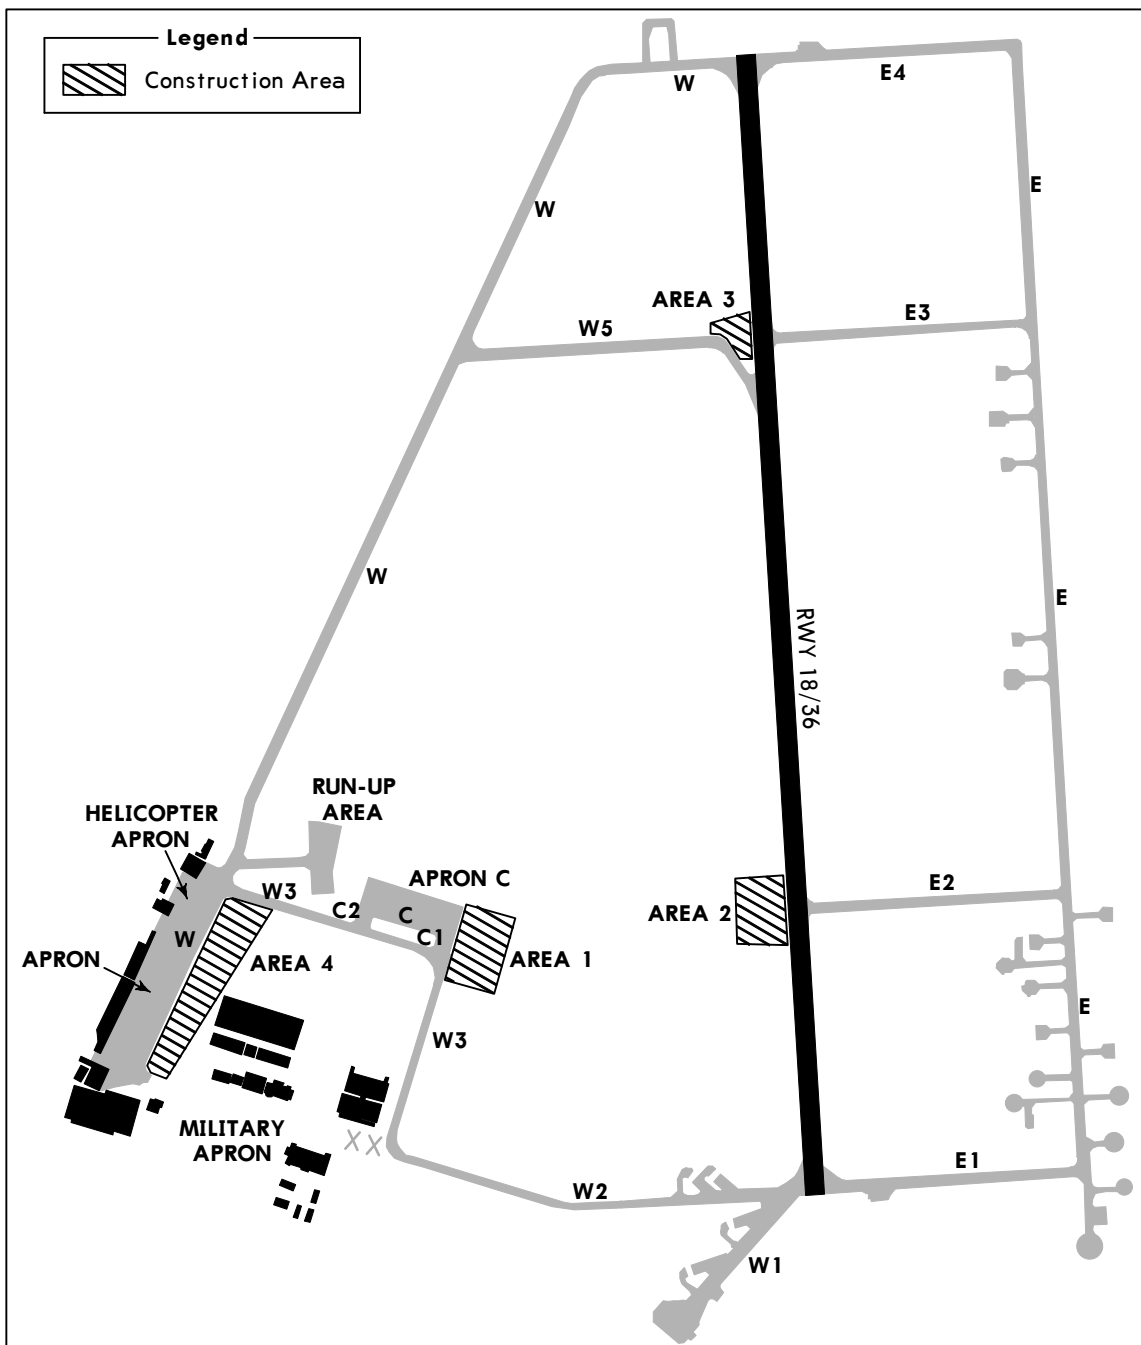 Legend
Construction Area
W
E4
E
W
AREA 3
E3
W5
W
E
RWY 18/36
RUN-UP
AREA
HELICOPTER
APRON
APRON C
W3
C2
C
E2
AREA 2
W
C1
APRON
AREA 4
AREA 1
E
W3
MILITARY
APRON
X X
E1
W2
W1